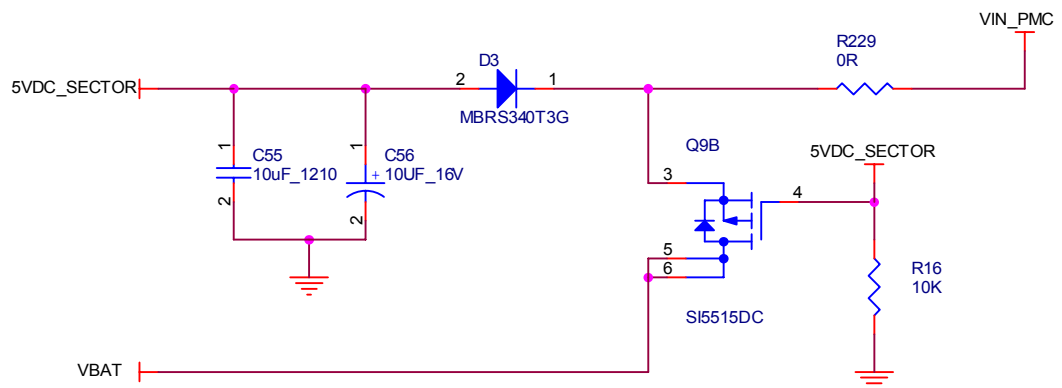 VIN_PMC
R229
0R
D3
2
1
5VDC_SECTOR
MBRS340T3G
1
C55
10uF_1210
2
1
C56
+ 10UF_16V
2
Q9B
5VDC_SECTOR
3
4
5
6
R16
10K
SI5515DC
VBAT